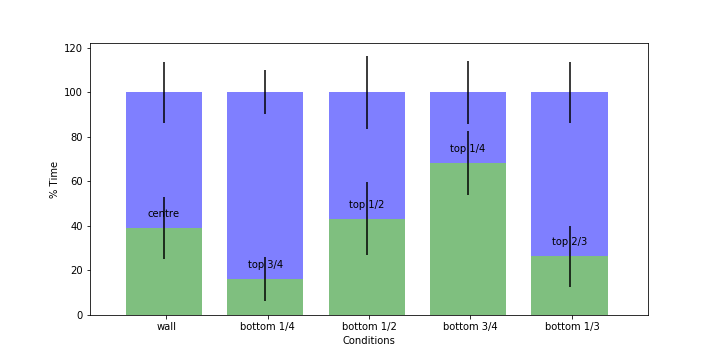 120
100
80
60
40
20
0
% Time
centre
top 3/4
top 1/2
top 1/4
top 2/3
wall
bottom 1/4
bottom 1/2
bottom 3/4
bottom 1/3
Conditions